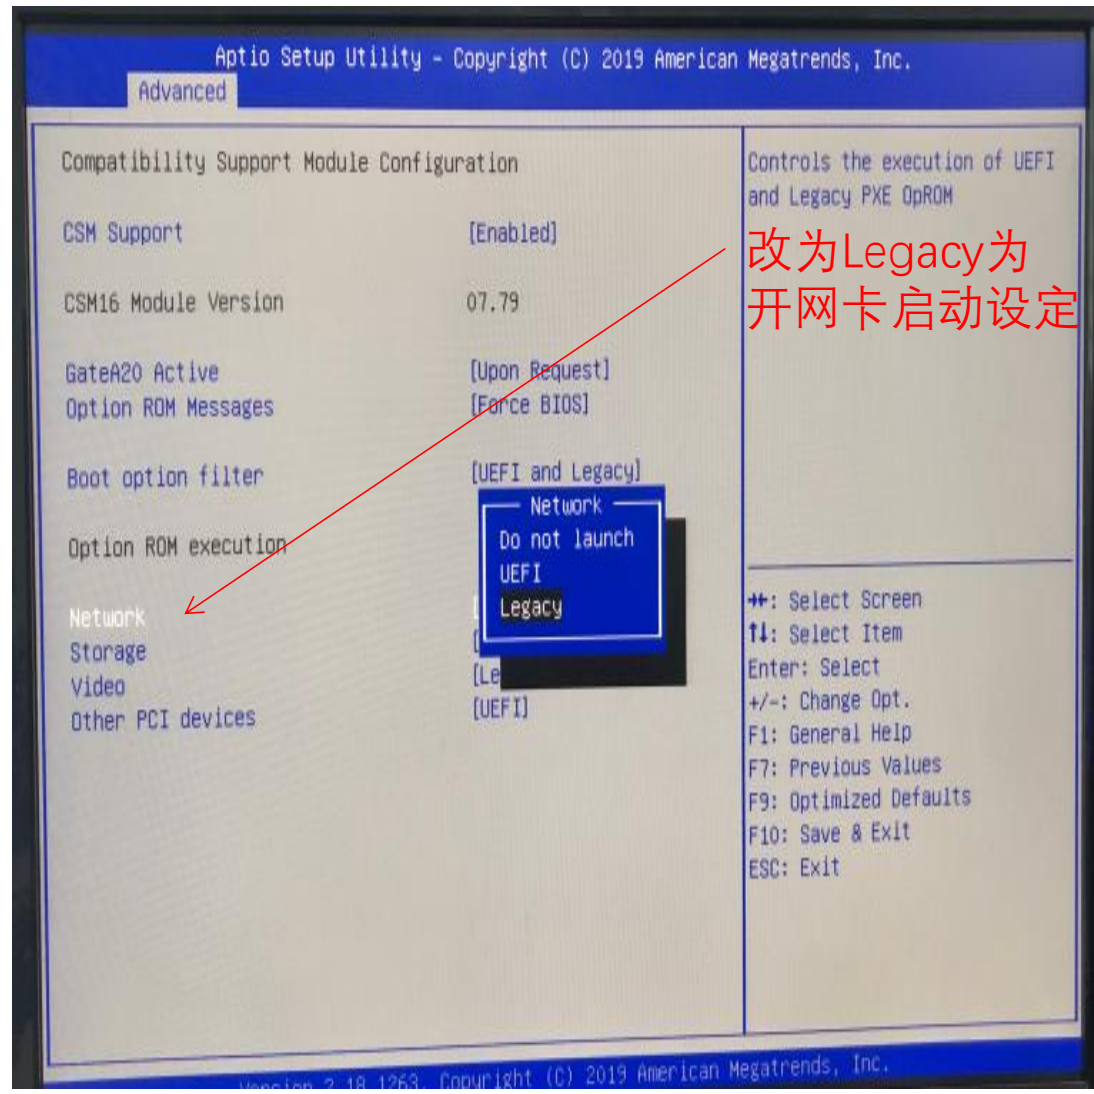 Aptio Setup Utility - Copyright (C) 2019 American Megatrends, Inc.
Advanced
Compatibility Support Module Configuration
CSM Support [Enabled]
CSM16 Module Version 07.79
GateA20 Active [Upon Request]
Option ROM Messages [Force BIOS]
Boot option filter [UEFI and Legacy]
Option ROM execution
Network [
Storage [
Video [Le
Other PCI devices [UEFI]
Network
Do not launch
UEFI
Legacy
Controls the execution of UEFI
and Legacy PXE OpROM
改为Legacy为
开网卡启动设定
→←: Select Screen
↑↓: Select Item
Enter: Select
+/-: Change Opt.
F1: General Help
F7: Previous Values
F9: Optimized Defaults
F10: Save & Exit
ESC: Exit
Version 2.18.1263. Copyright (C) 2019 American Megatrends, Inc.